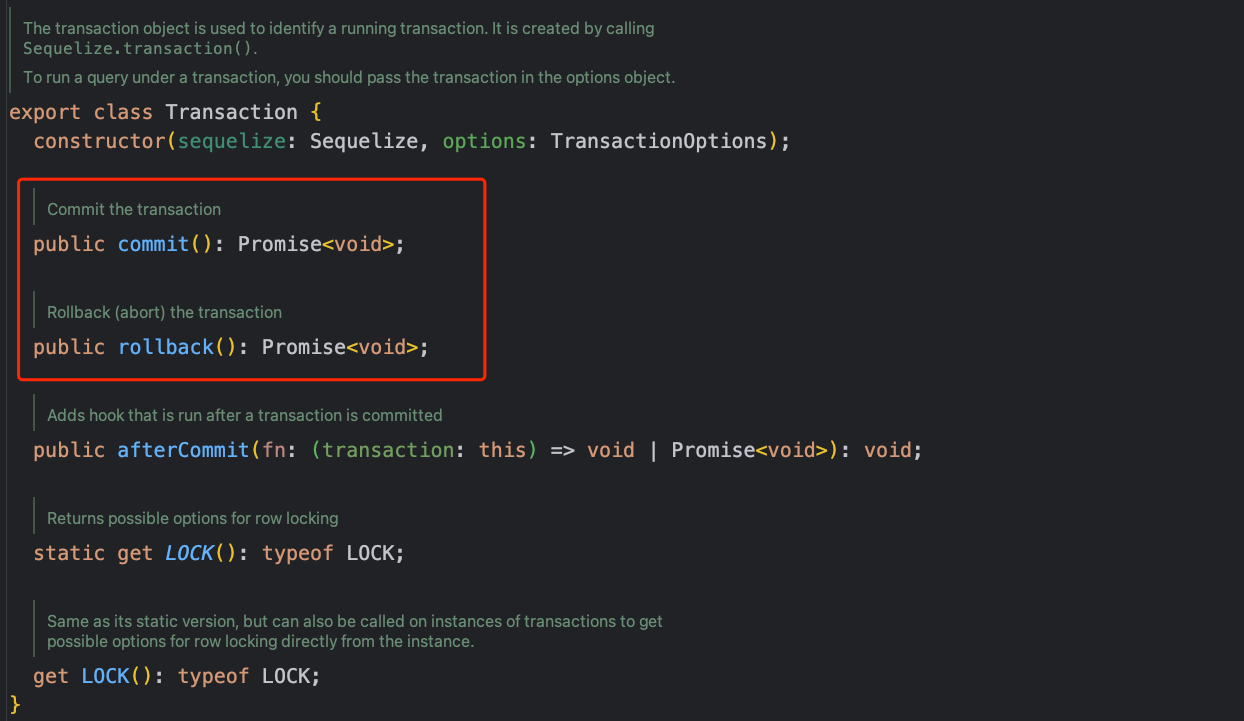 The transaction object is used to identify a running transaction. It is created by calling
Sequelize.transaction().
To run a query under a transaction, you should pass the transaction in the options object.
export class Transaction {
constructor(sequelize: Sequelize, options: TransactionOptions);
Commit the transaction
public commit(): Promise<void>;
Rollback (abort) the transaction
public rollback(): Promise<void>;
Adds hook that is run after a transaction is committed
public afterCommit(fn: (transaction: this) => void | Promise<void>): void;
Returns possible options for row locking
static get LOCK(): typeof LOCK;
Same as its static version, but can also be called on instances of transactions to get
possible options for row locking directly from the instance.
get LOCK(): typeof LOCK;
}